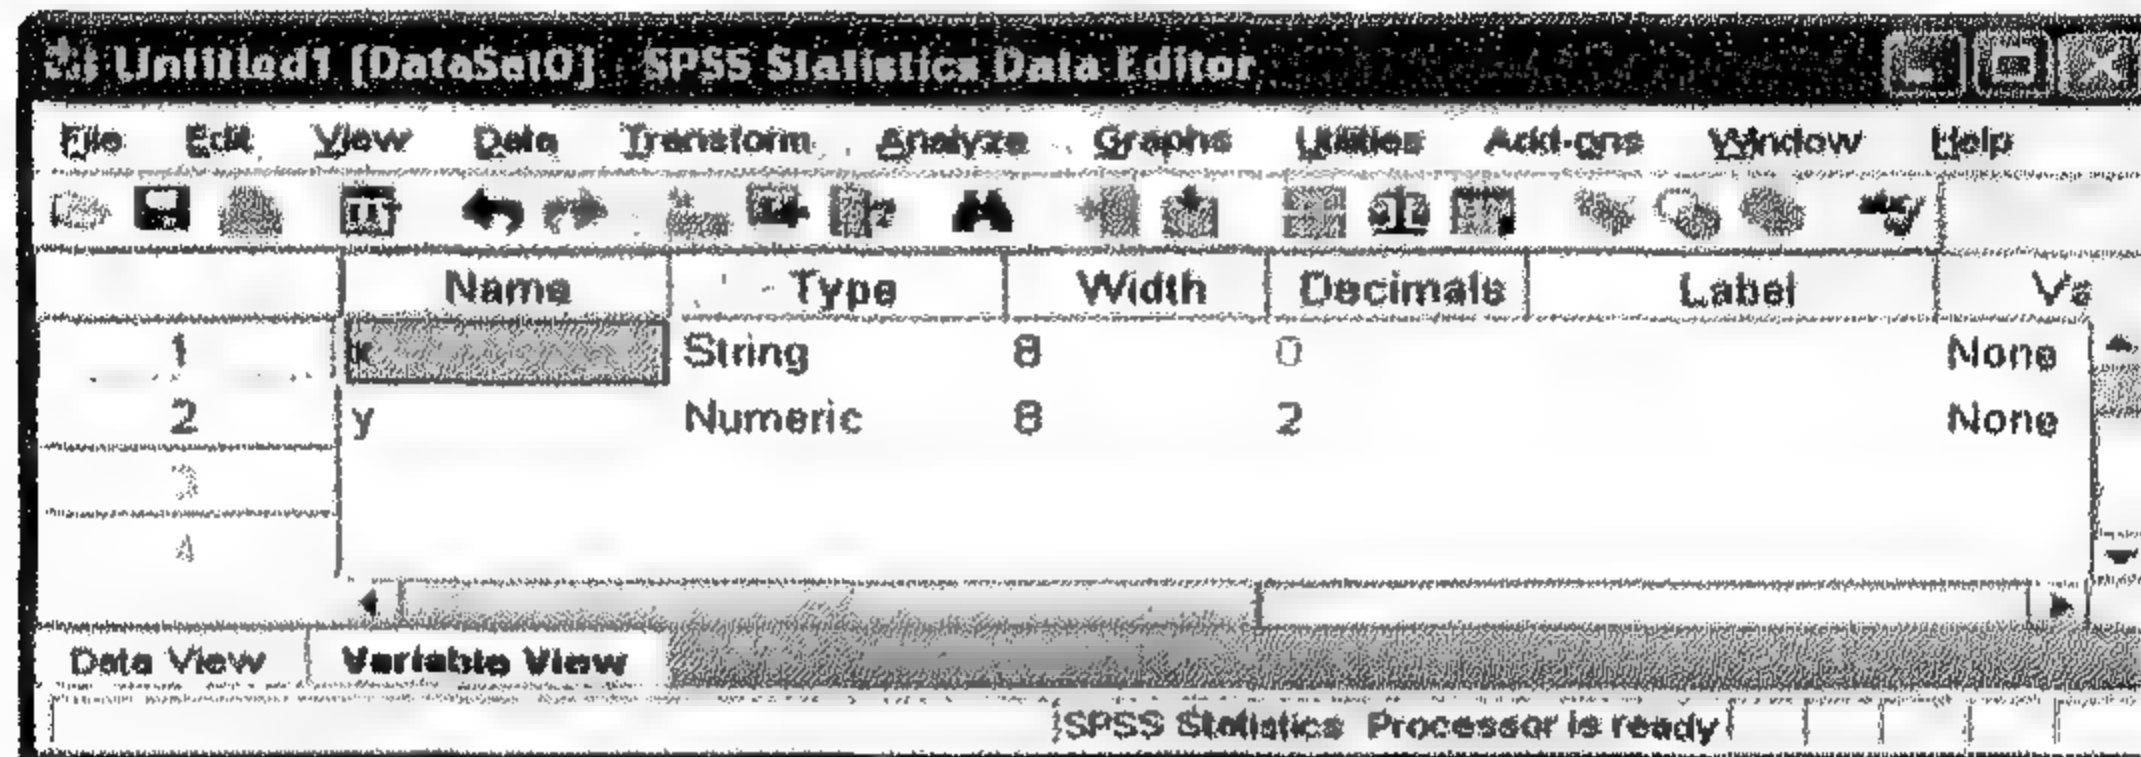 Untitled1 [DataSet0] - SPSS Statistics Data Editor
File Edit View Data Transform Analyze Graphs Utilities Add-ons Window Help
Name Type Width Decimals Label Va
1 x String 8 0 None
2 y Numeric 8 2 None
3
4
Data View Variable View
SPSS Statistics Processor is ready